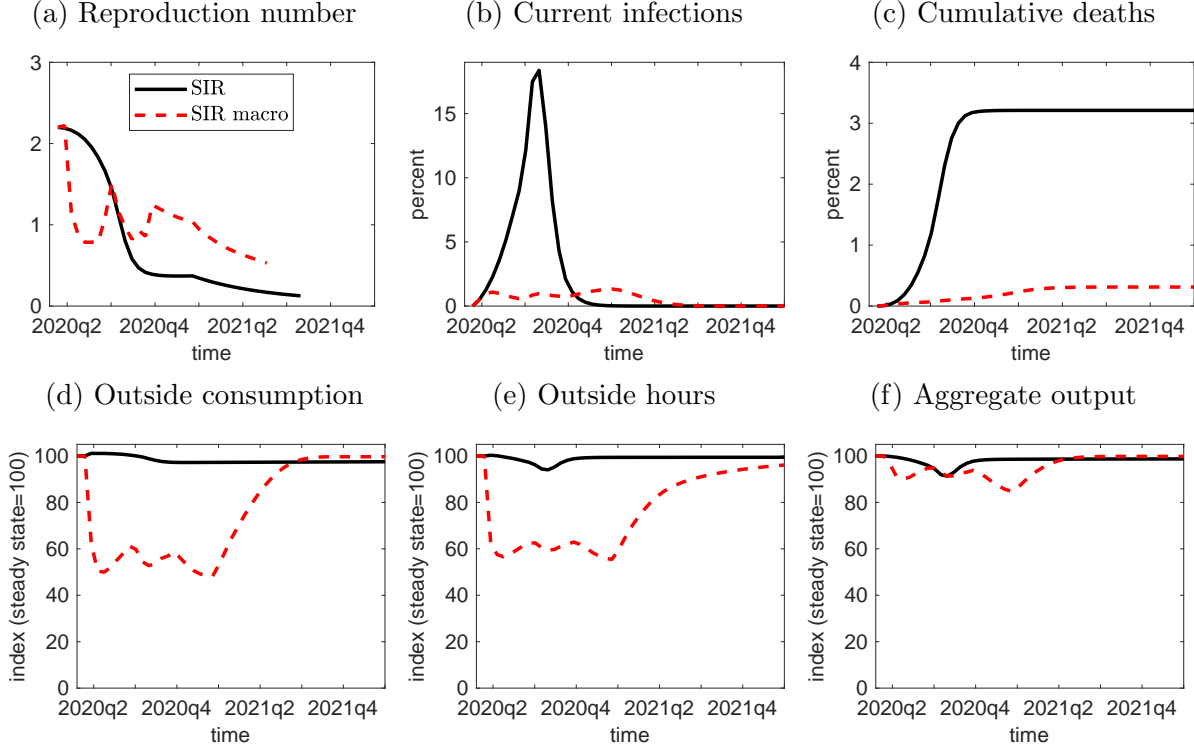 (a) Reproduction number
(b) Current infections
(c) Cumulative deaths
3
2
1
0
SIR
SIR macro
2020q2 2020q4 2021q2 2021q4
time
percent
15
10
5
0
2020q2 2020q4 2021q2 2021q4
time
percent
4
3
2
1
0
2020q2 2020q4 2021q2 2021q4
time
(d) Outside consumption
(e) Outside hours
(f) Aggregate output
index (steady state=100)
100
80
60
40
20
0
2020q2 2020q4 2021q2 2021q4
time
index (steady state=100)
100
80
60
40
20
0
2020q2 2020q4 2021q2 2021q4
time
index (steady state=100)
100
80
60
40
20
0
2020q2 2020q4 2021q2 2021q4
time